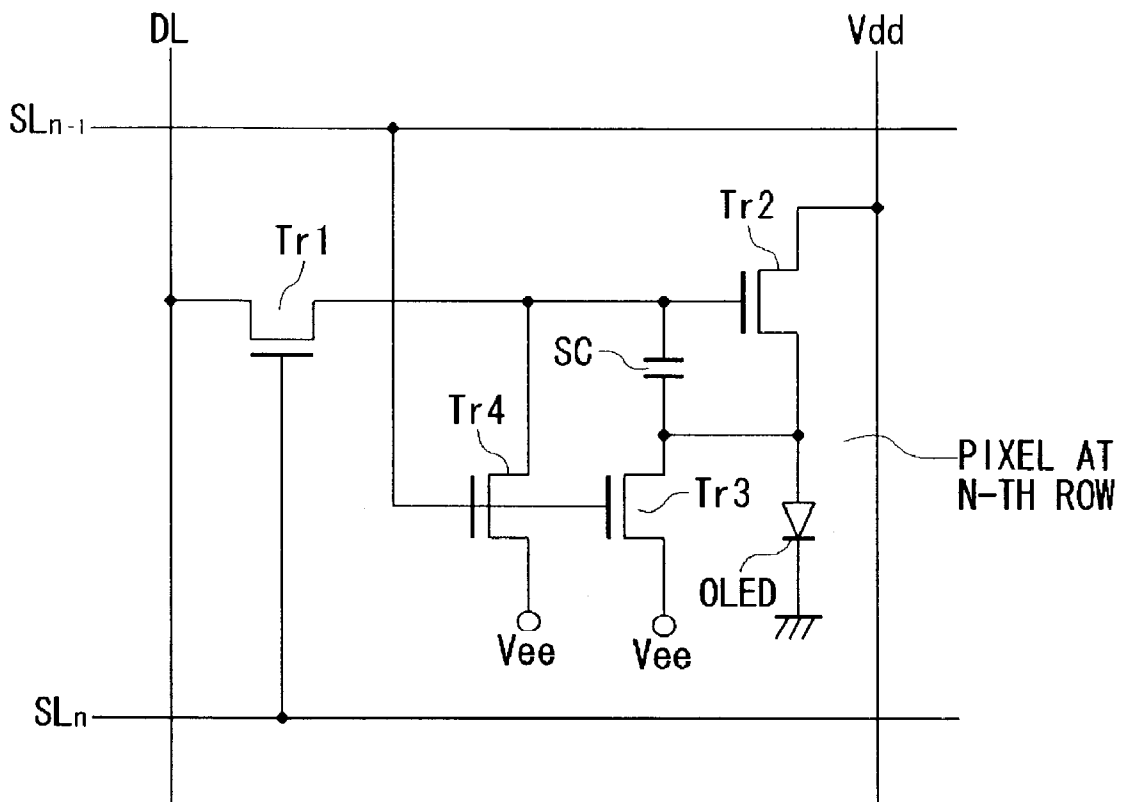 DL
Vdd
SLn-1
Tr2
Tr1
SC
Tr4
Tr3
PIXEL AT
N-TH ROW
OLED
Vee
Vee
SLn